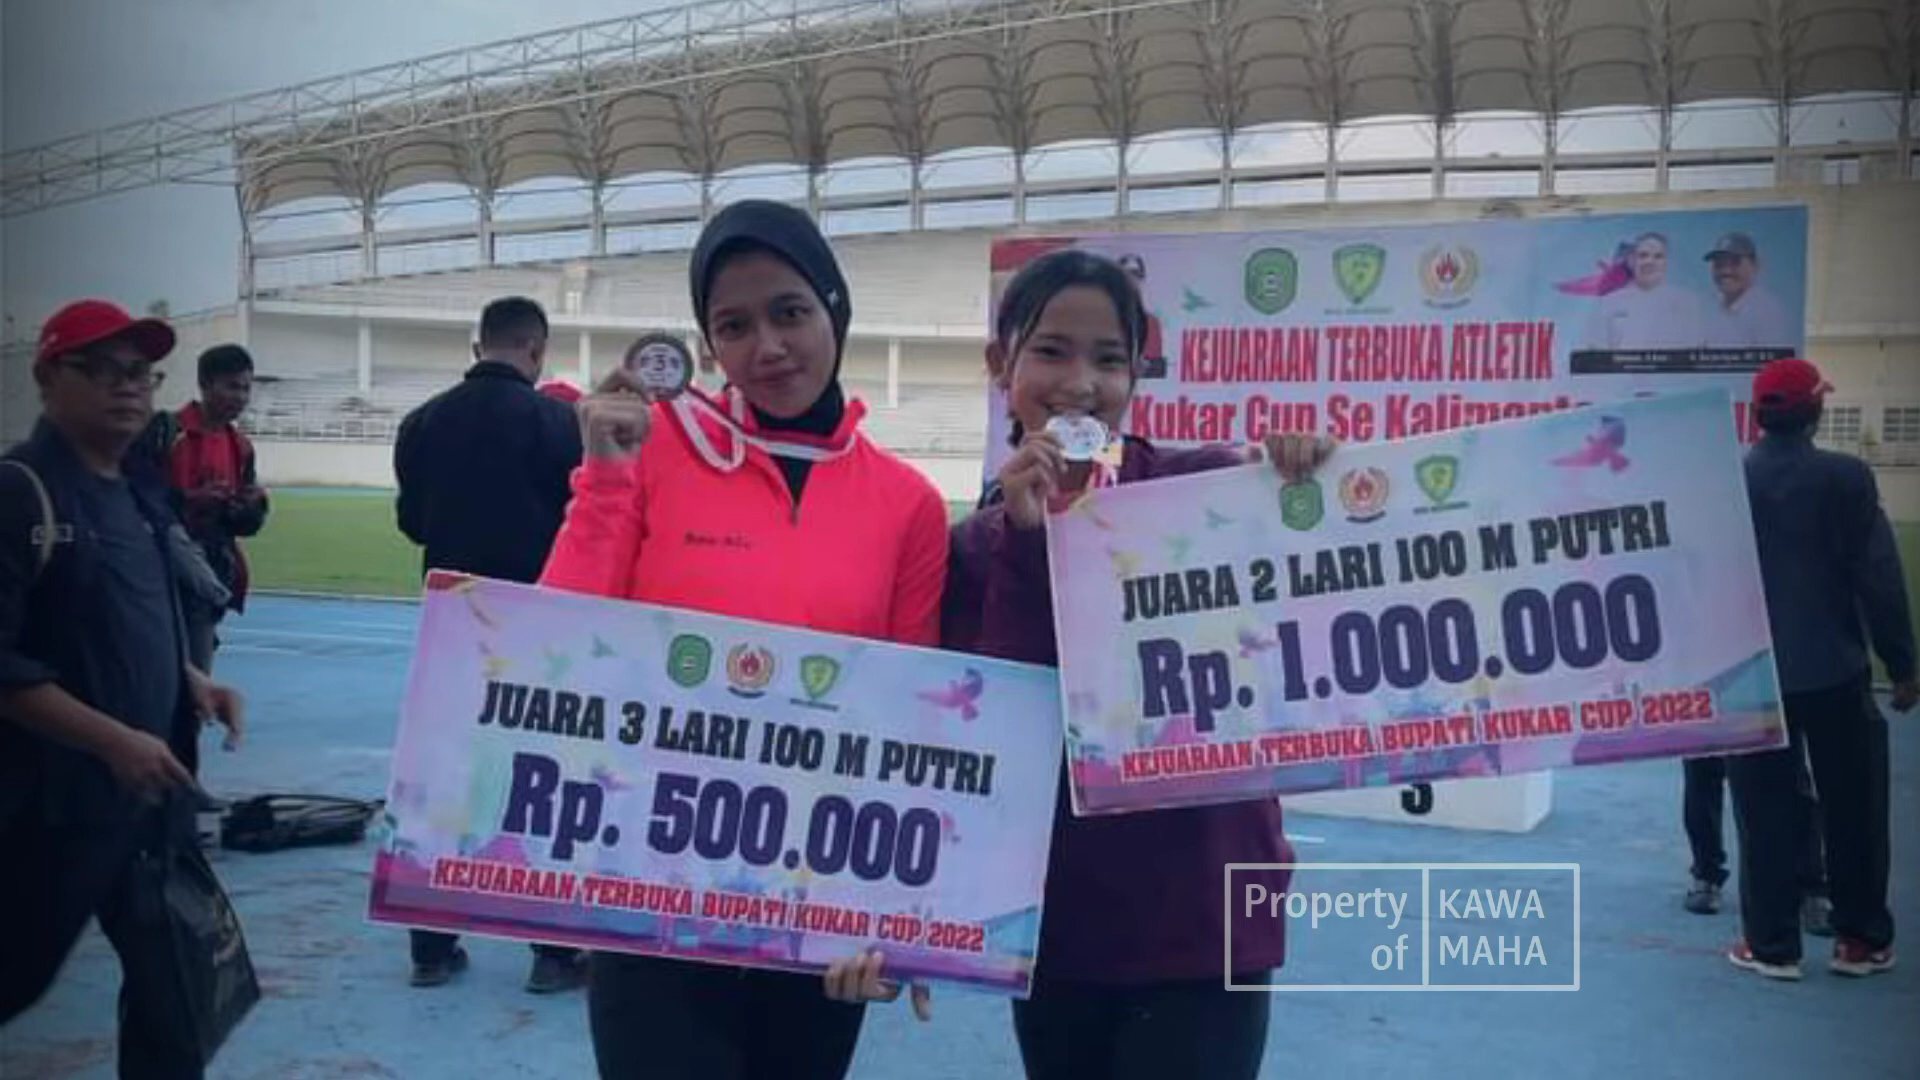 KEJUARAAN TERBUKA ATLETIK
Kukar Cup Se
3
JUARA 2 LARI 100 M PUTRI
Rp. 1.000.000
KEJUARAAN TERBUKA BUPATI KUKAR CUP 2022
JUARA 3 LARI 100 M PUTRI
Rp. 500.000
KEJUARAAN TERBUKA BUPATI KUKAR CUP 2022
3
Property of
KAWA
MAHA